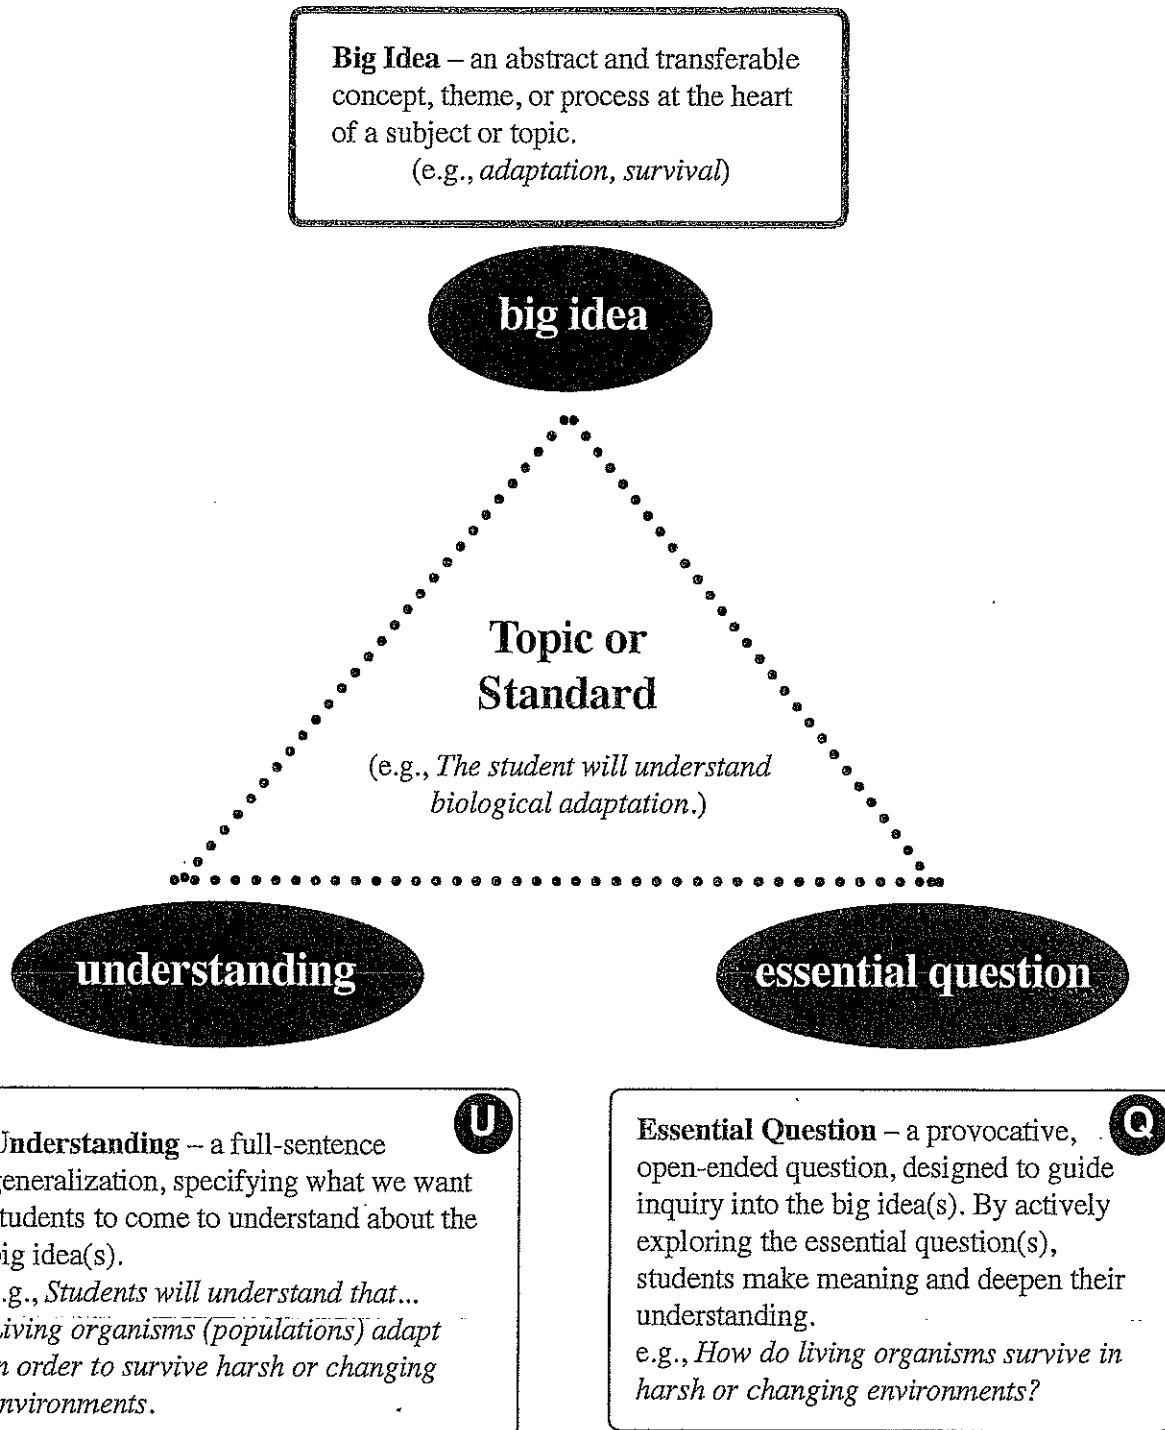 Big Idea – an abstract and transferable
concept, theme, or process at the heart
of a subject or topic.
(e.g., adaptation, survival)
big idea
Topic or
Standard
(e.g., The student will understand
biological adaptation.)
understanding
essential question
U
Understanding – a full-sentence
generalization, specifying what we want
students to come to understand about the
big idea(s).
e.g., Students will understand that...
Living organisms (populations) adapt
in order to survive harsh or changing
environments.
Q
Essential Question – a provocative,
open-ended question, designed to guide
inquiry into the big idea(s). By actively
exploring the essential question(s),
students make meaning and deepen their
understanding.
e.g., How do living organisms survive in
harsh or changing environments?